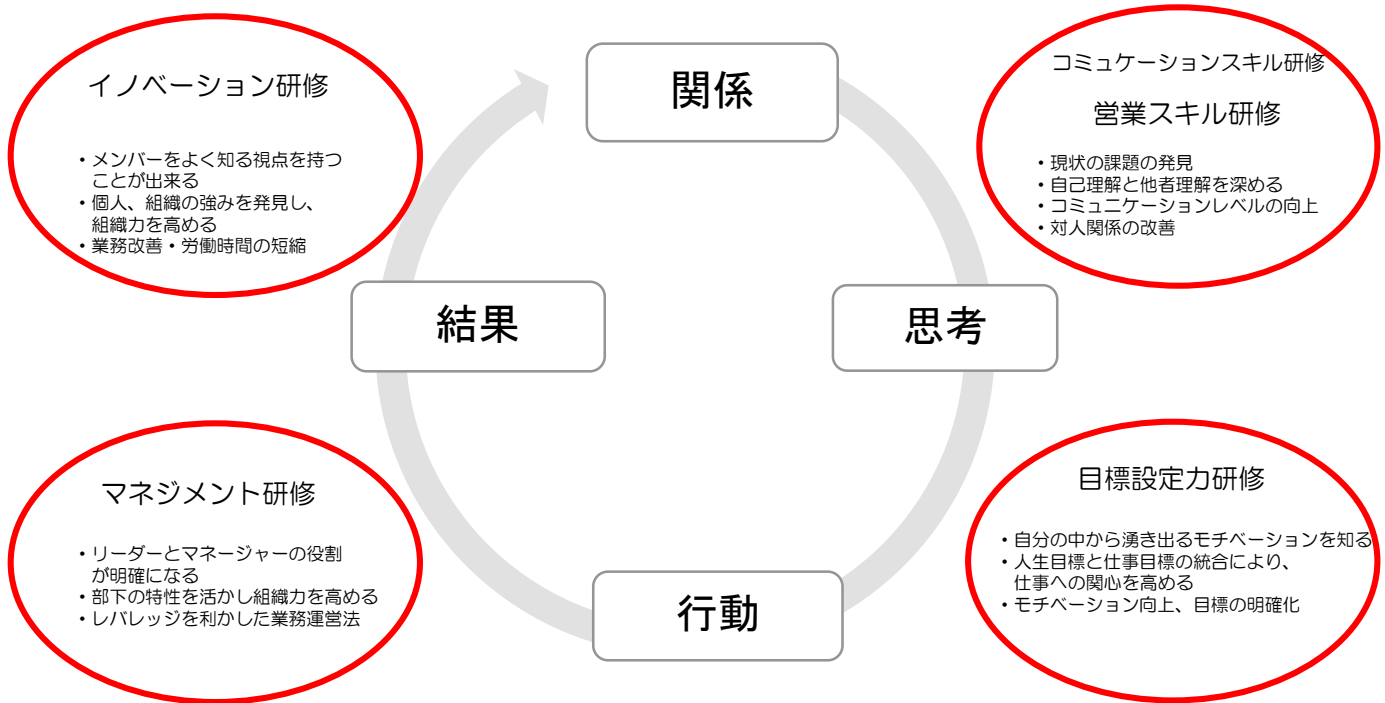 関係
思考
行動
結果
イノベーション研修
・メンバーをよく知る視点を持つ
ことが出来る
・個人、組織の強みを発見し、
組織力を高める
・業務改善・労働時間の短縮
コミュケーションスキル研修
営業スキル研修
・現状の課題の発見
・自己理解と他者理解を深める
・コミュニケーションレベルの向上
・対人関係の改善
マネジメント研修
・リーダーとマネージャーの役割
が明確になる
・部下の特性を活かし組織力を高める
・レバレッジを利かした業務運営法
目標設定力研修
・自分の中から湧き出るモチベーションを知る
・人生目標と仕事目標の統合により、
仕事への関心を高める
・モチベーション向上、目標の明確化